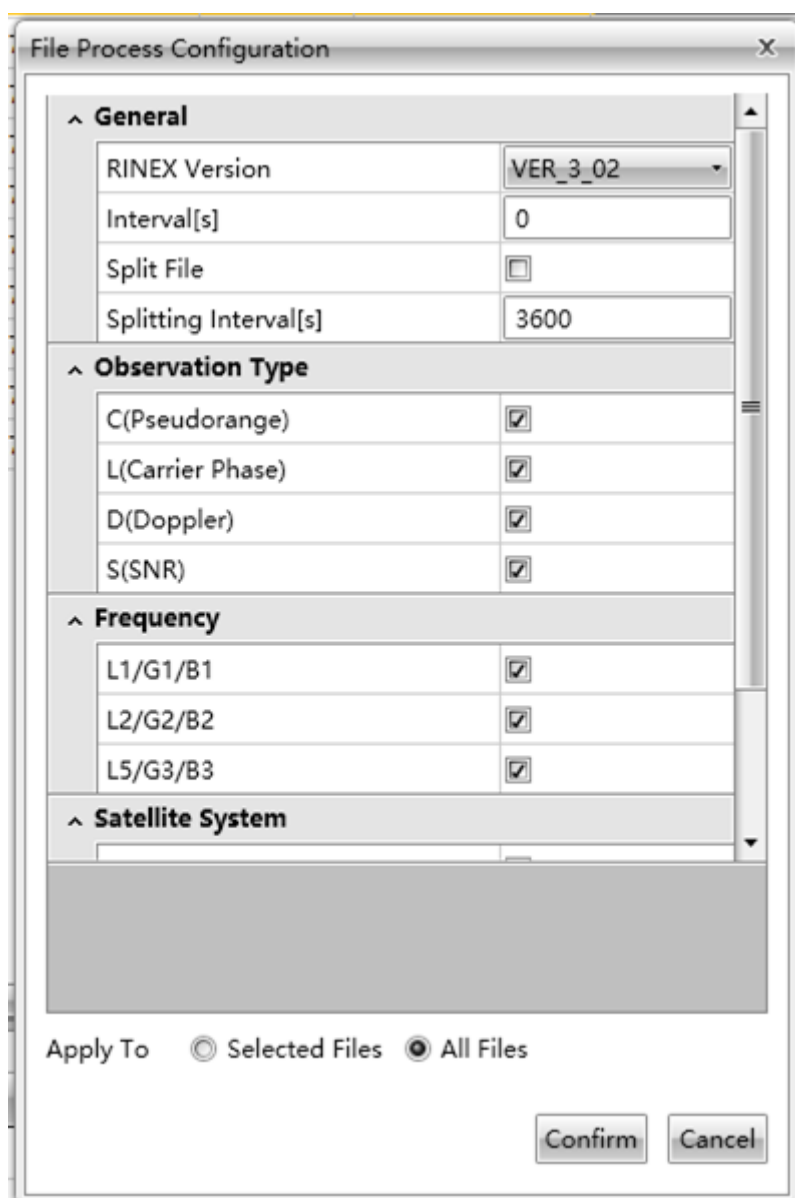 File Process Configuration
General
RINEX Version VER_3_02
Interval[s] 0
Split File
Splitting Interval[s] 3600
Observation Type
C(Pseudorange)
L(Carrier Phase)
D(Doppler)
S(SNR)
Frequency
L1/G1/B1
L2/G2/B2
L5/G3/B3
Satellite System
Apply To Selected Files All Files
Confirm Cancel